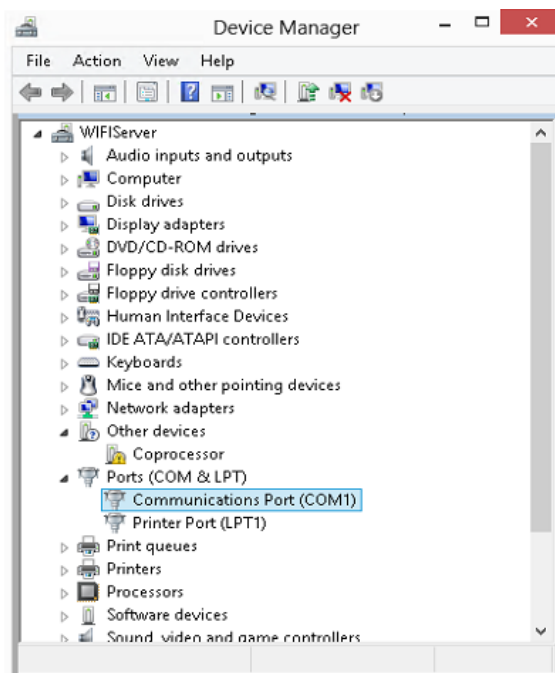 Device Manager
File Action View Help
WIFIServer
Audio inputs and outputs
Computer
Disk drives
Display adapters
DVD/CD-ROM drives
Floppy disk drives
Floppy drive controllers
Human Interface Devices
IDE ATA/ATAPI controllers
Keyboards
Mice and other pointing devices
Network adapters
Other devices
Coprocessor
Ports (COM & LPT)
Communications Port (COM1)
Printer Port (LPT1)
Print queues
Printers
Processors
Software devices
Sound, video and game controllers